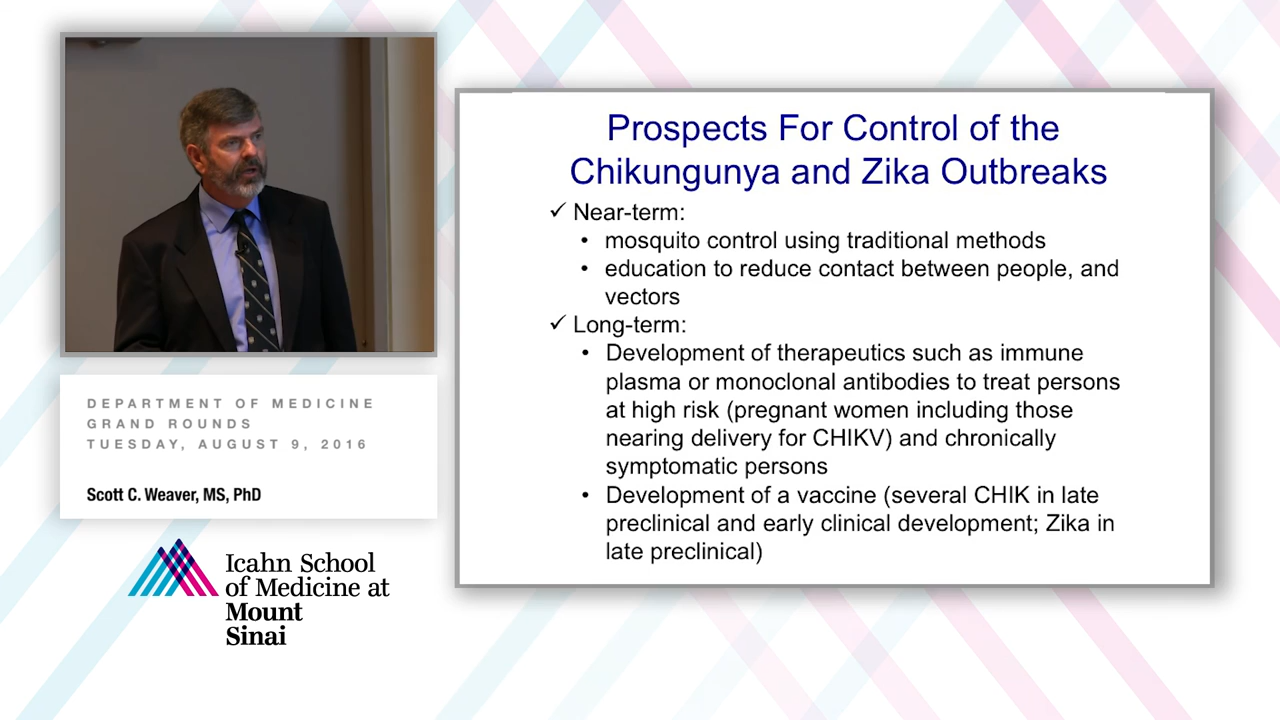 DEPARTMENT OF MEDICINE
GRAND ROUNDS
TUESDAY, AUGUST 9, 2016
Scott C. Weaver, MS, PhD
Icahn School
of Medicine at
Mount
Sinai
Prospects For Control of the
Chikungunya and Zika Outbreaks
✓ Near-term:
• mosquito control using traditional methods
• education to reduce contact between people, and
vectors
✓ Long-term:
• Development of therapeutics such as immune
plasma or monoclonal antibodies to treat persons
at high risk (pregnant women including those
nearing delivery for CHIKV) and chronically
symptomatic persons
• Development of a vaccine (several CHIK in late
preclinical and early clinical development; Zika in
late preclinical)